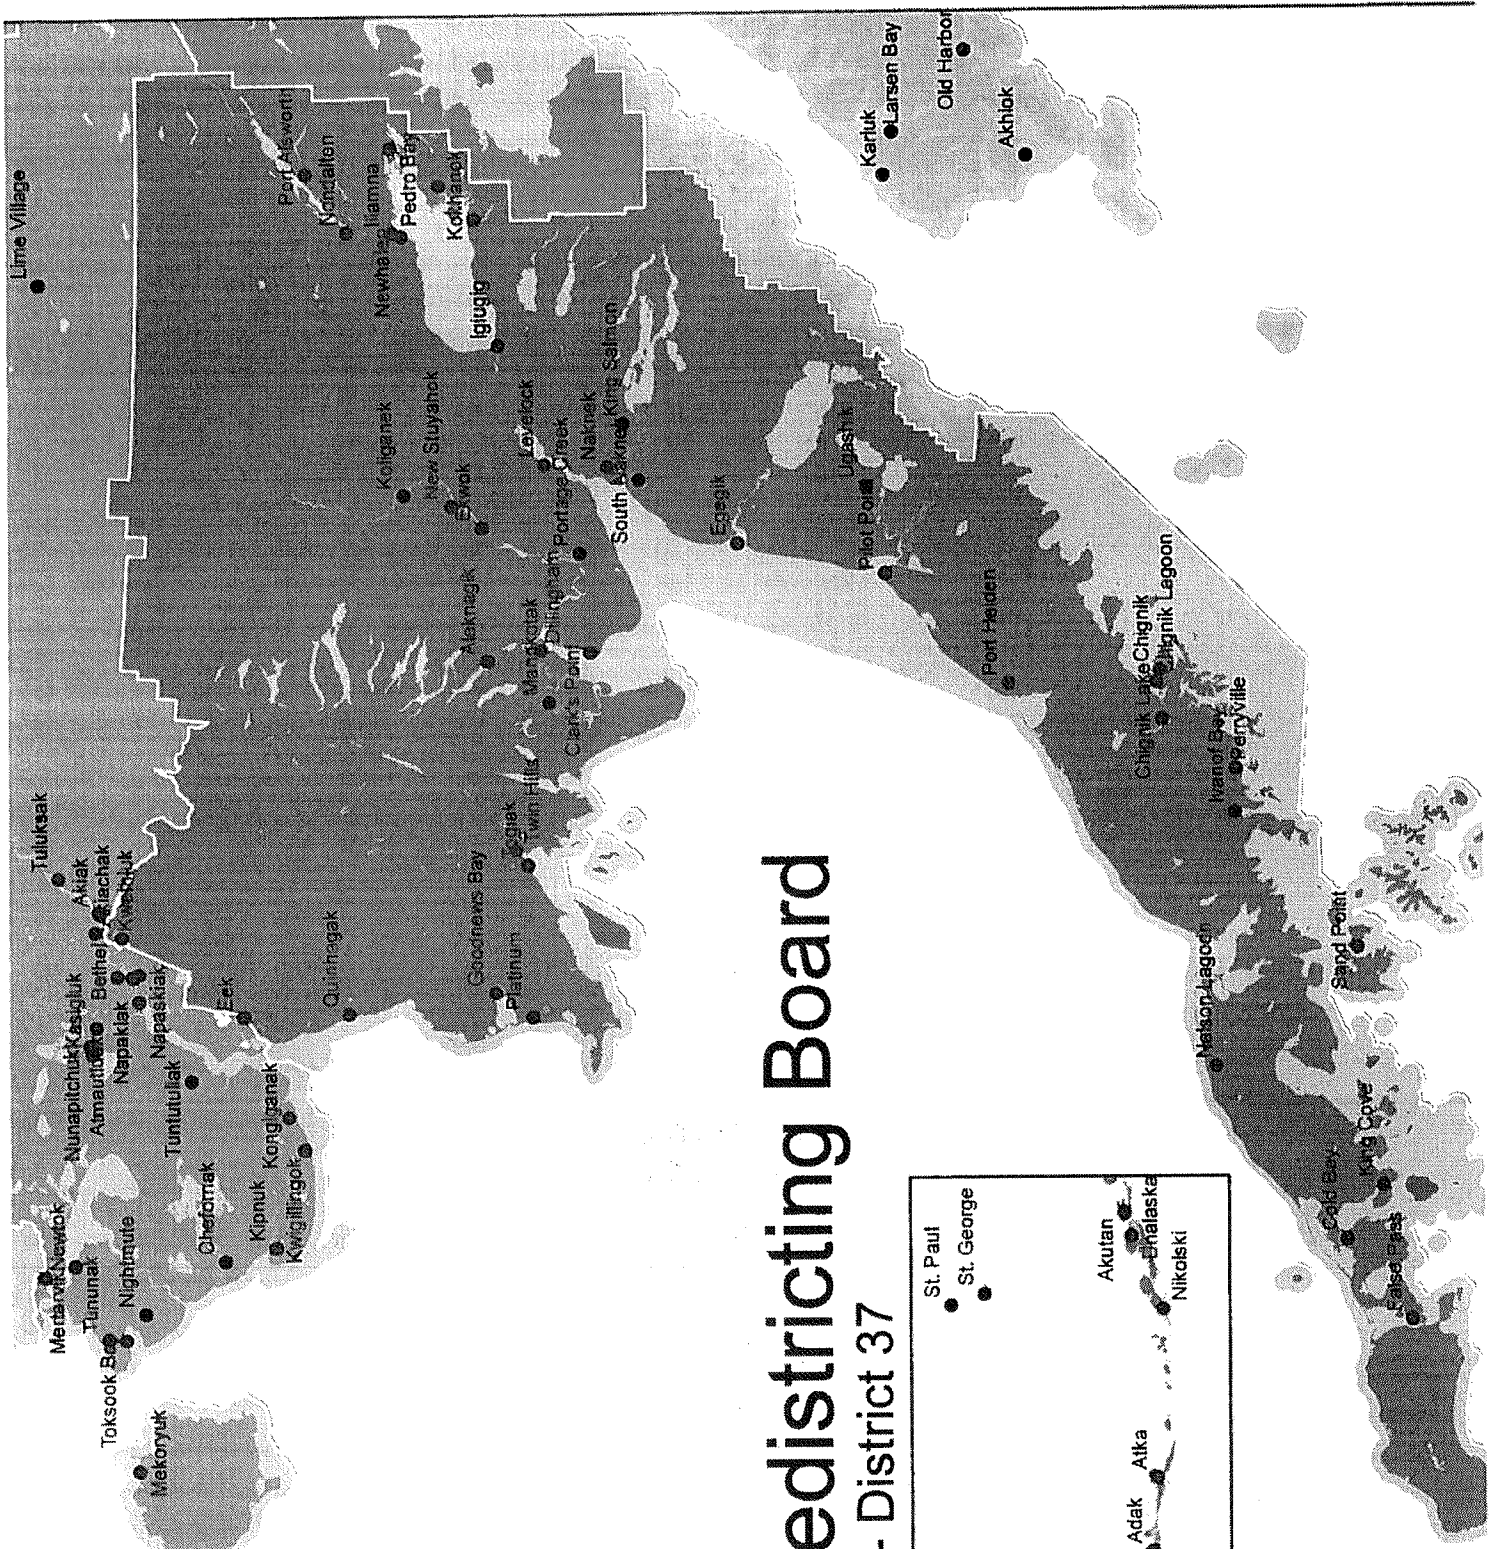 Lime Village
Port Alsworth
Nondalton
Iliamna
Pedro Bay
Newhalen
Kokhanok
Igiugig
Koliganek
New Stuyahok
Ekwok
Levelock
Portage Creek
Naknek
King Salmon
South Naknek
Aleknagik
Dillingham
Manokotak
Clark's Point
Egegik
Ugashik
Pilot Point
Port Heiden
Chignik
Chignik Lagoon
Chignik Lake
Ivanof Bay
Perryville
Karluk
Larsen Bay
Old Harbor
Akhiok
Tuluksak
Akiak
Akiachak
Kwethluk
Bethel
Kasigluk
Nunapitchuk
Atmautluak
Napakiak
Napaskiak
Eek
Quinhagak
Goodnews Bay
Platinum
Togiak
Twin Hills
Tuntutuliak
Kongiganak
Kwigillingok
Kipnuk
Chefornak
Newtok
Mertarvik
Tununak
Nightmute
Toksook Bay
Mekoryuk
Nelson Lagoon
Sand Point
King Cove
Cold Bay
False Pass
edistricting Board
- District 37
St. Paul
St. George
Akutan
Unalaska
Nikolski
Atka
Adak